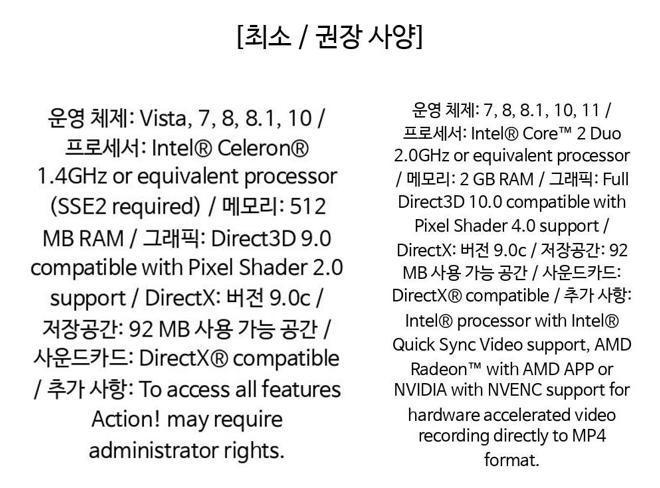 [최소 / 권장 사양]
운영 체제: Vista, 7, 8, 8.1, 10 /
프로세서: Intel® Celeron®
1.4GHz or equivalent processor
(SSE2 required) / 메모리: 512
MB RAM / 그래픽: Direct3D 9.0
compatible with Pixel Shader 2.0
support / DirectX: 버전 9.0c /
저장공간: 92 MB 사용 가능 공간 /
사운드카드: DirectX® compatible
/ 추가 사항: To access all features
Action! may require
administrator rights.
운영 체제: 7, 8, 8.1, 10, 11 /
프로세서: Intel® Core™ 2 Duo
2.0GHz or equivalent processor
/ 메모리: 2 GB RAM / 그래픽: Full
Direct3D 10.0 compatible with
Pixel Shader 4.0 support /
DirectX: 버전 9.0c / 저장공간: 92
MB 사용 가능 공간 / 사운드카드:
DirectX® compatible / 추가 사항:
Intel® processor with Intel®
Quick Sync Video support, AMD
Radeon™ with AMD APP or
NVIDIA with NVENC support for
hardware accelerated video
recording directly to MP4
format.